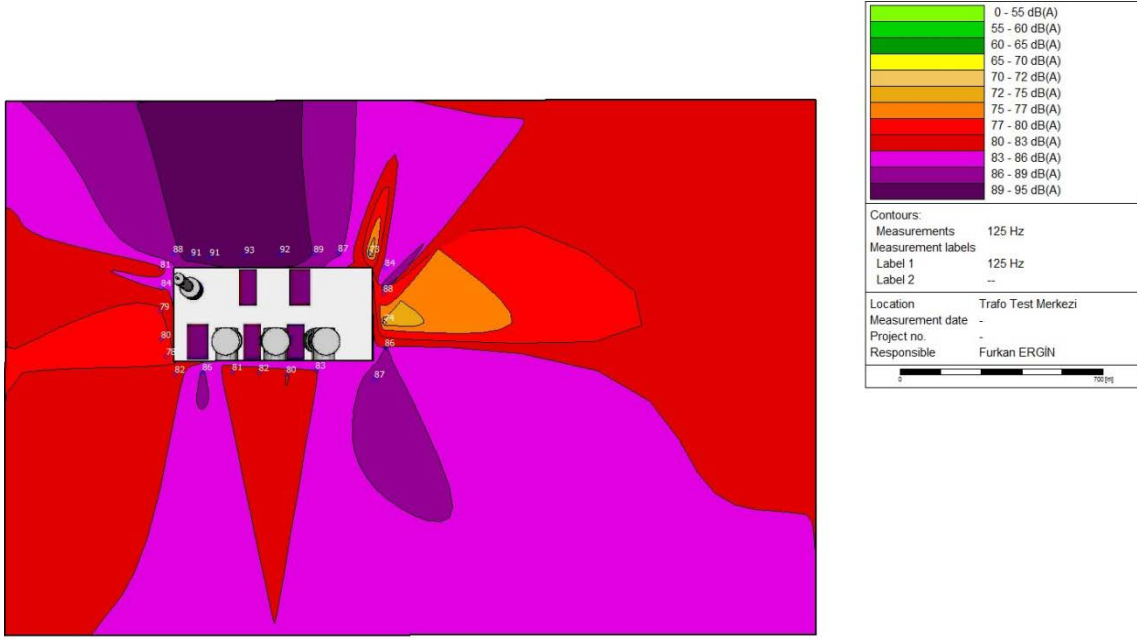 0 - 55 dB(A)
55 - 60 dB(A)
60 - 65 dB(A)
65 - 70 dB(A)
70 - 72 dB(A)
72 - 75 dB(A)
75 - 77 dB(A)
77 - 80 dB(A)
80 - 83 dB(A)
83 - 86 dB(A)
86 - 89 dB(A)
89 - 95 dB(A)
Contours:
Measurements 125 Hz
Measurement labels
Label 1 125 Hz
Label 2 --
Location Trafo Test Merkezi
Measurement date -
Project no. -
Responsible Furkan ERGİN
0 700 [m]
88 91 91 93 92 89 87 73
81 84
84 88
79
80 86
78
82 86 81 82 80 83 87